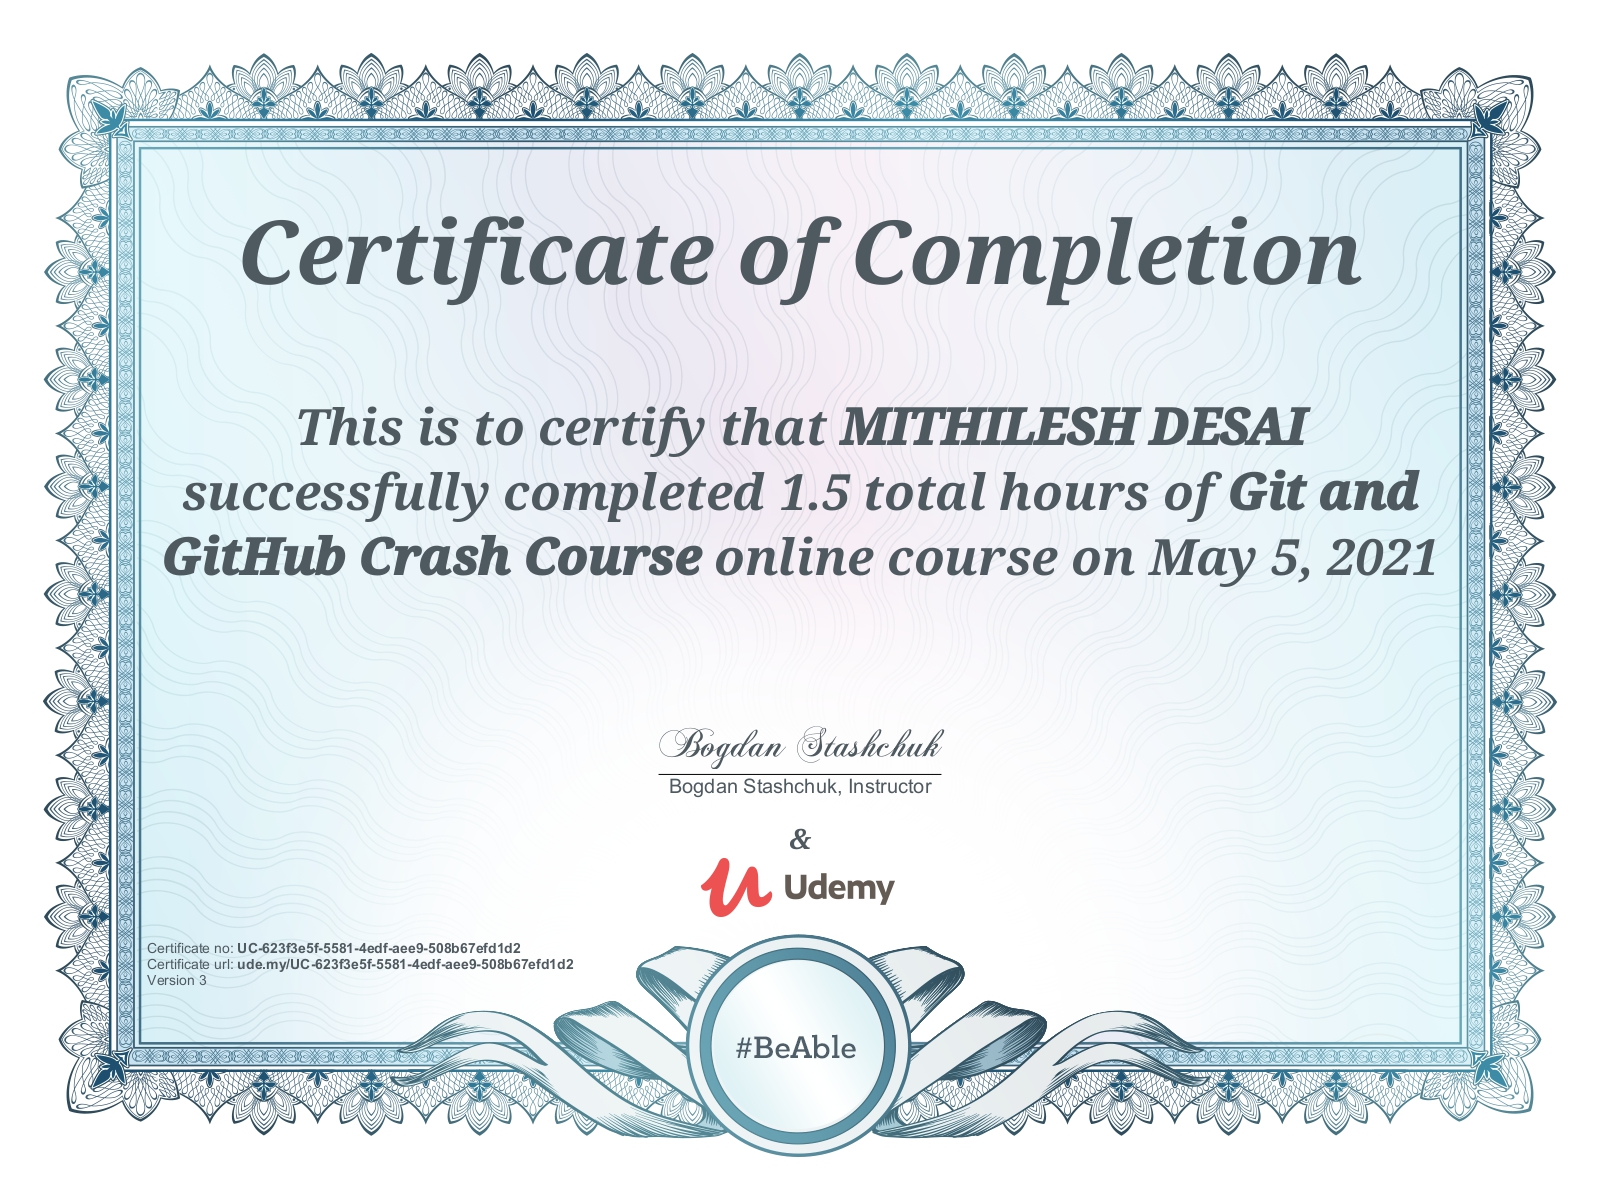 Certificate of Completion
This is to certify that MITHILESH DESAI
successfully completed 1.5 total hours of Git and
GitHub Crash Course online course on May 5, 2021
Bogdan Stashchuk
Bogdan Stashchuk, Instructor
&
Udemy
Certificate no: UC-623f3e5f-5581-4edf-aee9-508b67efd1d2
Certificate url: ude.my/UC-623f3e5f-5581-4edf-aee9-508b67efd1d2
Version 3
#BeAble